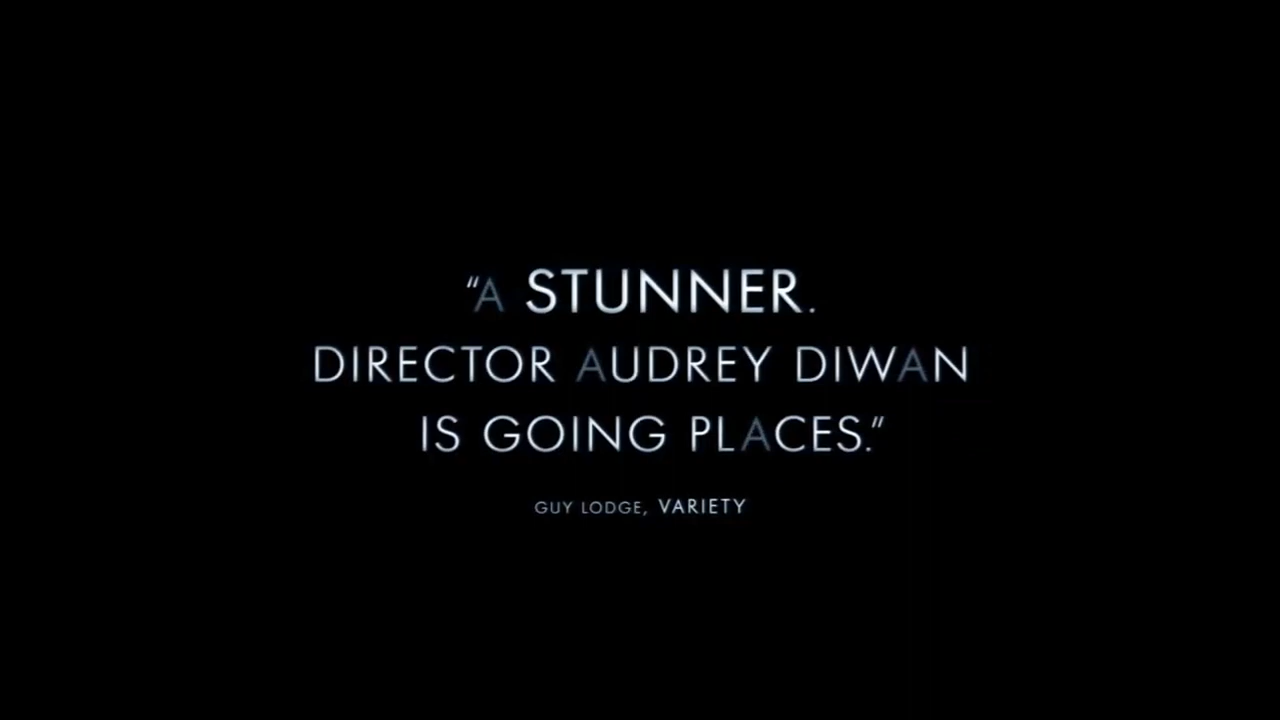 “A STUNNER.
DIRECTOR AUDREY DIWAN
IS GOING PLACES.”
GUY LODGE, VARIETY